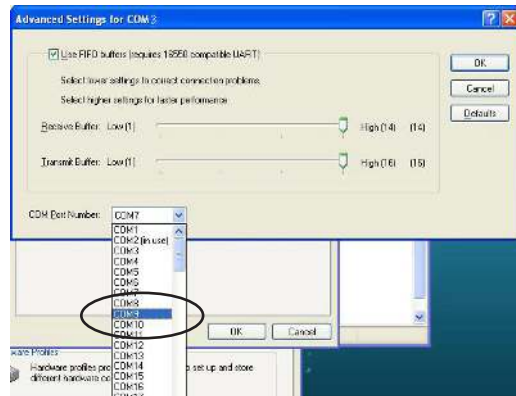 Advanced Settings for COM3
Use FIFO buffers (requires 16550 compatible UART)
OK
Select lower settings to correct connection problems.
Cancel
Select higher settings for faster performance
Defaults
Receive Buffer: Low (1) High (14) (14)
Transmit Buffer: Low (1) High (16) (16)
COM Port Number: COM7
COM1
COM2 (in use)
COM3
COM4
COM5
COM6
COM7
COM8
COM9
COM10
COM11
OK Cancel
COM12
COM13
Hardware profiles
COM14
set up and store
different hardware
COM15
COM16